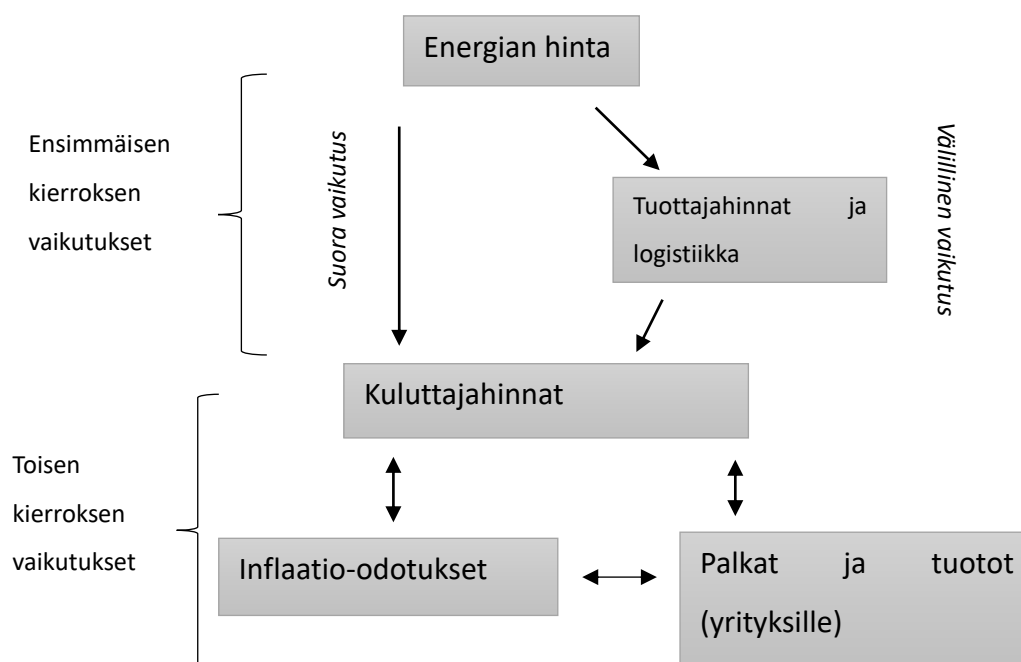 Energian hinta
Ensimmäisen
kierroksen
vaikutukset
Suora vaikutus
Välillinen vaikutus
Tuottajahinnat ja
logistiikka
Kuluttajahinnat
Toisen
kierroksen
vaikutukset
Inflaatio-odotukset
Palkat ja tuotot
(yrityksille)